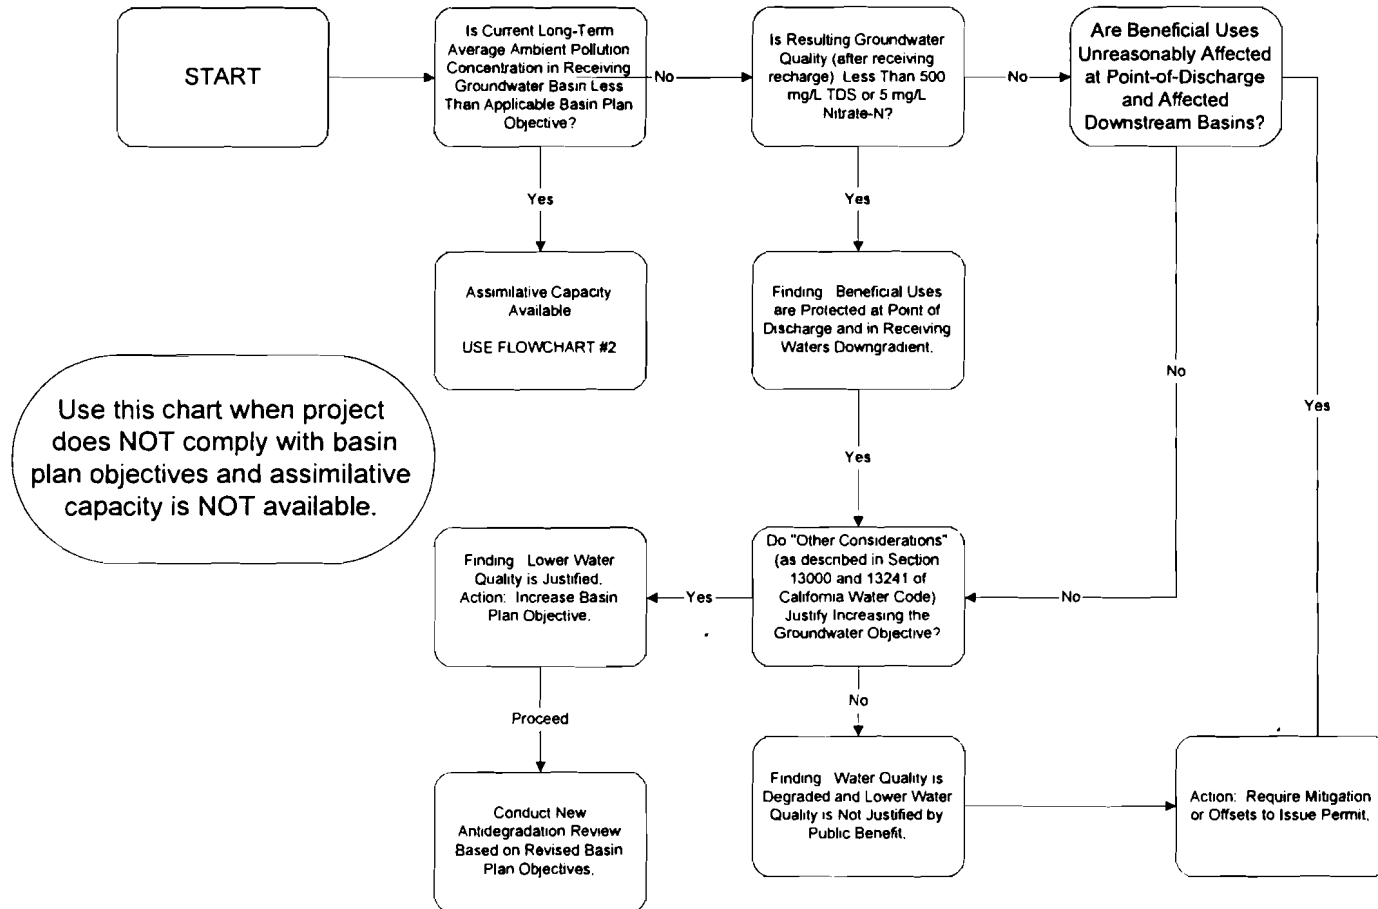 START
Is Current Long-Term
Average Ambient Pollution
Concentration in Receiving
Groundwater Basin Less
Than Applicable Basin Plan
Objective?
No
Is Resulting Groundwater
Quality (after receiving
recharge) Less Than 500
mg/L TDS or 5 mg/L
Nitrate-N?
No
Are Beneficial Uses
Unreasonably Affected
at Point-of-Discharge
and Affected
Downstream Basins?
Yes
Yes
Assimilative Capacity
Available
USE FLOWCHART #2
Finding Beneficial Uses
are Protected at Point of
Discharge and in Receiving
Waters Downgradient.
No
Yes
Use this chart when project
does NOT comply with basin
plan objectives and assimilative
capacity is NOT available.
Yes
Finding Lower Water
Quality is Justified.
Action: Increase Basin
Plan Objective.
Yes
Do "Other Considerations"
(as described in Section
13000 and 13241 of
California Water Code)
Justify Increasing the
Groundwater Objective?
No
Proceed
No
Conduct New
Antidegradation Review
Based on Revised Basin
Plan Objectives.
Finding Water Quality is
Degraded and Lower Water
Quality is Not Justified by
Public Benefit.
Action: Require Mitigation
or Offsets to Issue Permit.